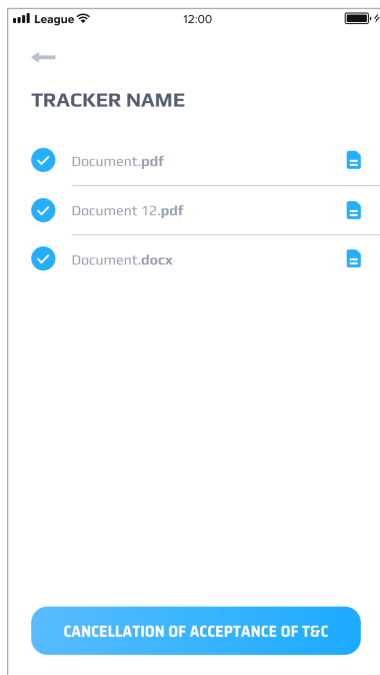 League 12:00
TRACKER NAME
Document.pdf
Document 12.pdf
Document.docx
CANCELLATION OF ACCEPTANCE OF T&C